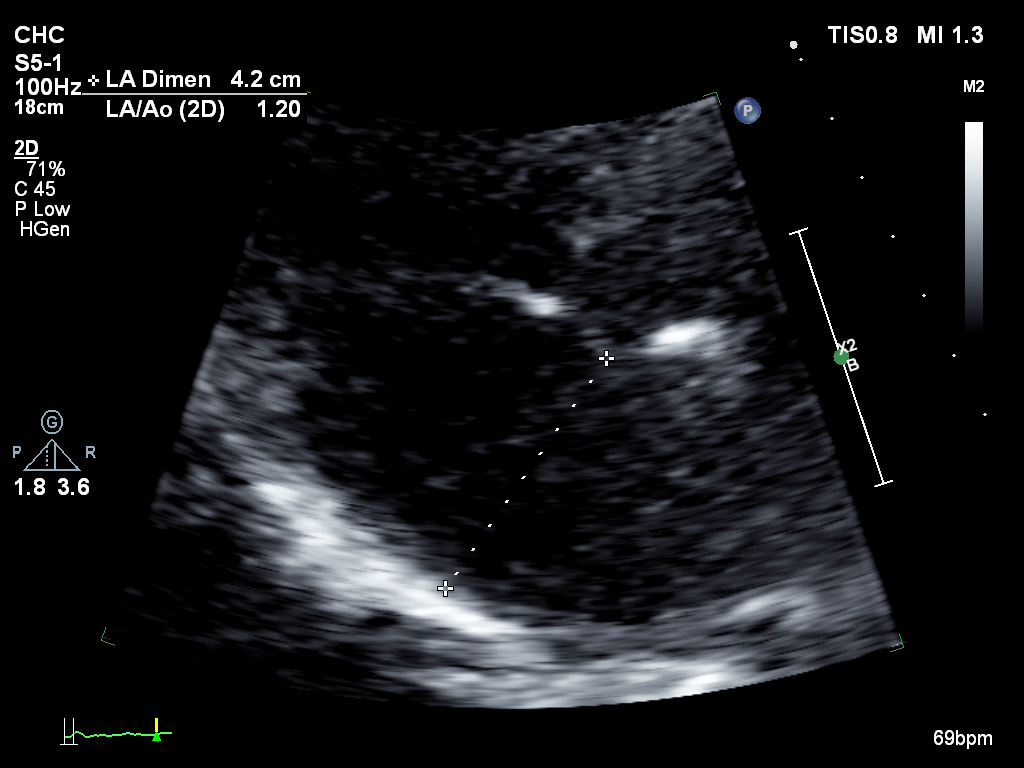 CHC
S5-1
100Hz
18cm
LA Dimen 4.2 cm
LA/Ao (2D) 1.20
2D
71%
C 45
P Low
HGen
TIS0.8 MI 1.3
M2
P
X2
B
G
P R
1.8 3.6
69bpm